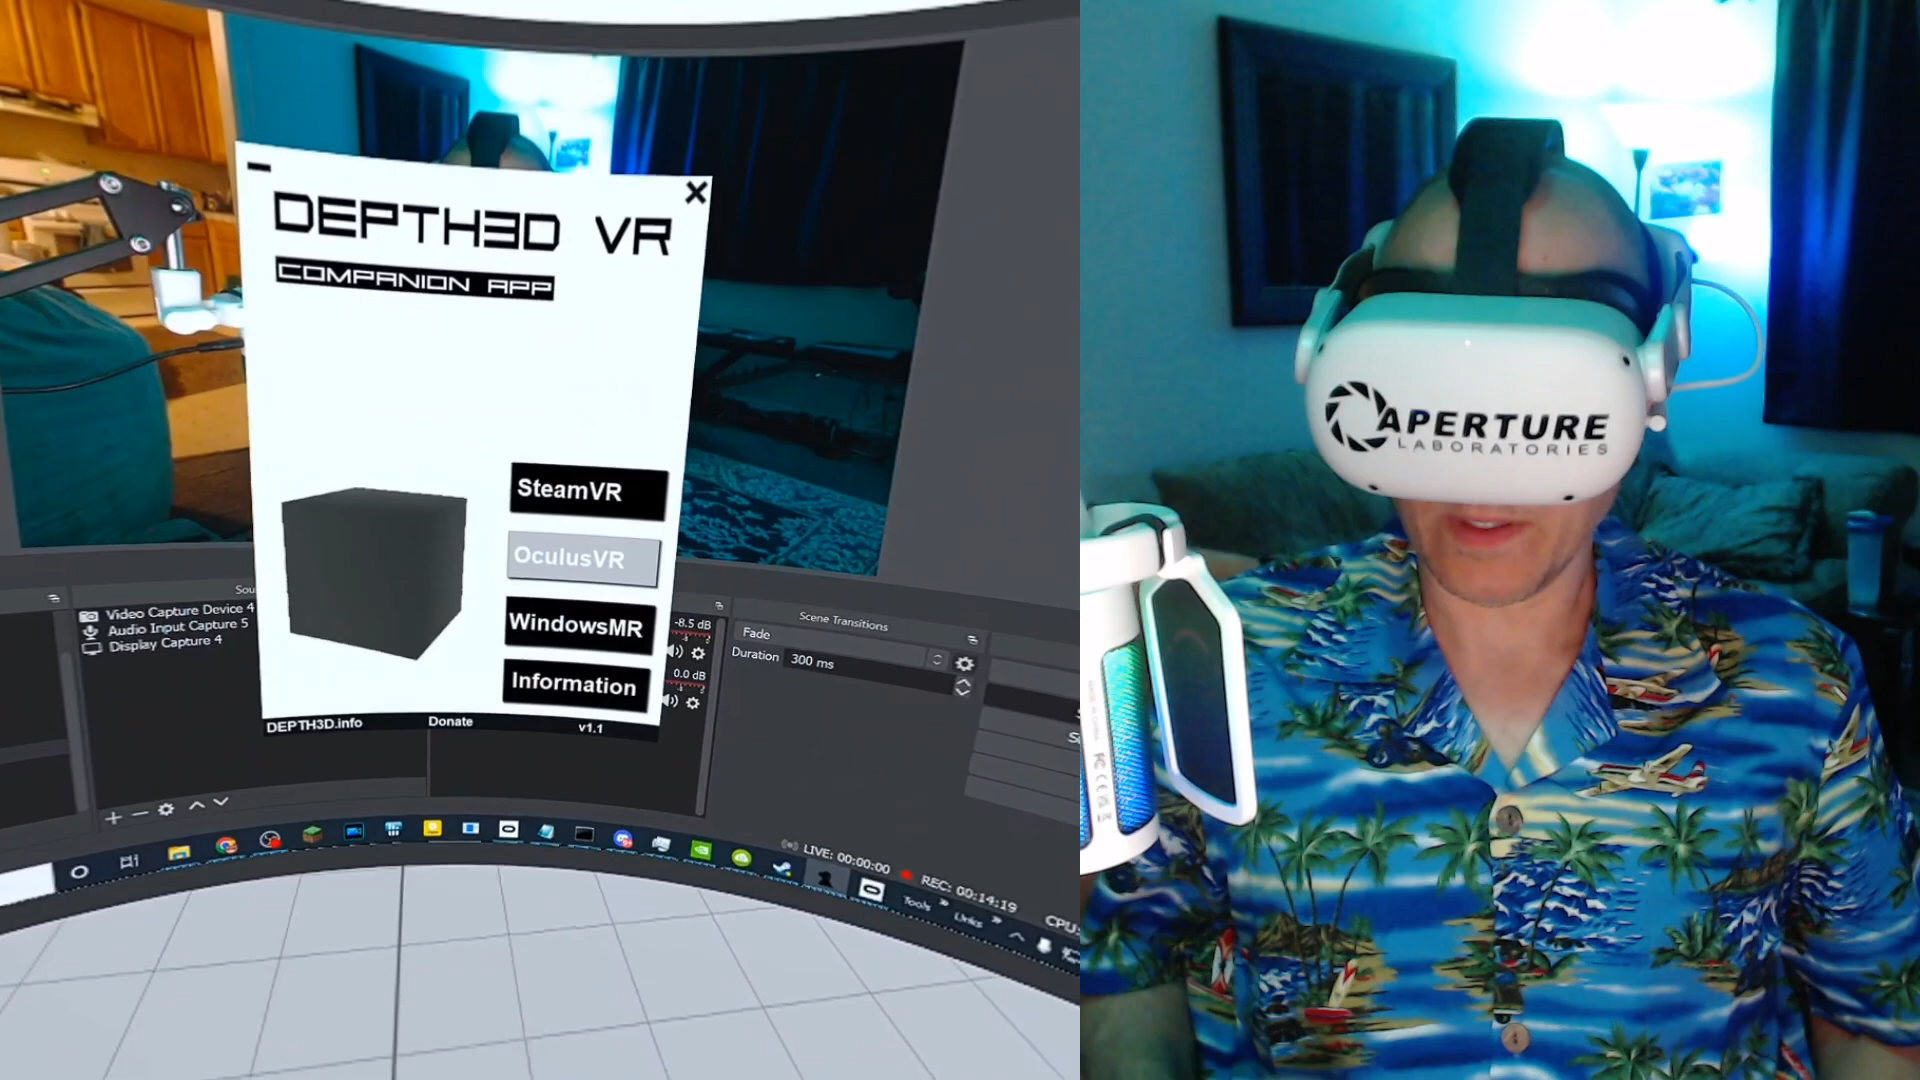 DEPTH3D VR
COMPANION APP
SteamVR
OculusVR
WindowsMR
Information
DEPTH3D.info
Donate
v1.1
Sou
Video Capture Device 4
Audio Input Capture 5
Display Capture 4
-8.5 dB
0.0 dB
Scene Transitions
Fade
Duration
300 ms
LIVE: 00:00:00
REC: 00:14:19
CPU:
Tools
Links
APERTURE
LABORATORIES